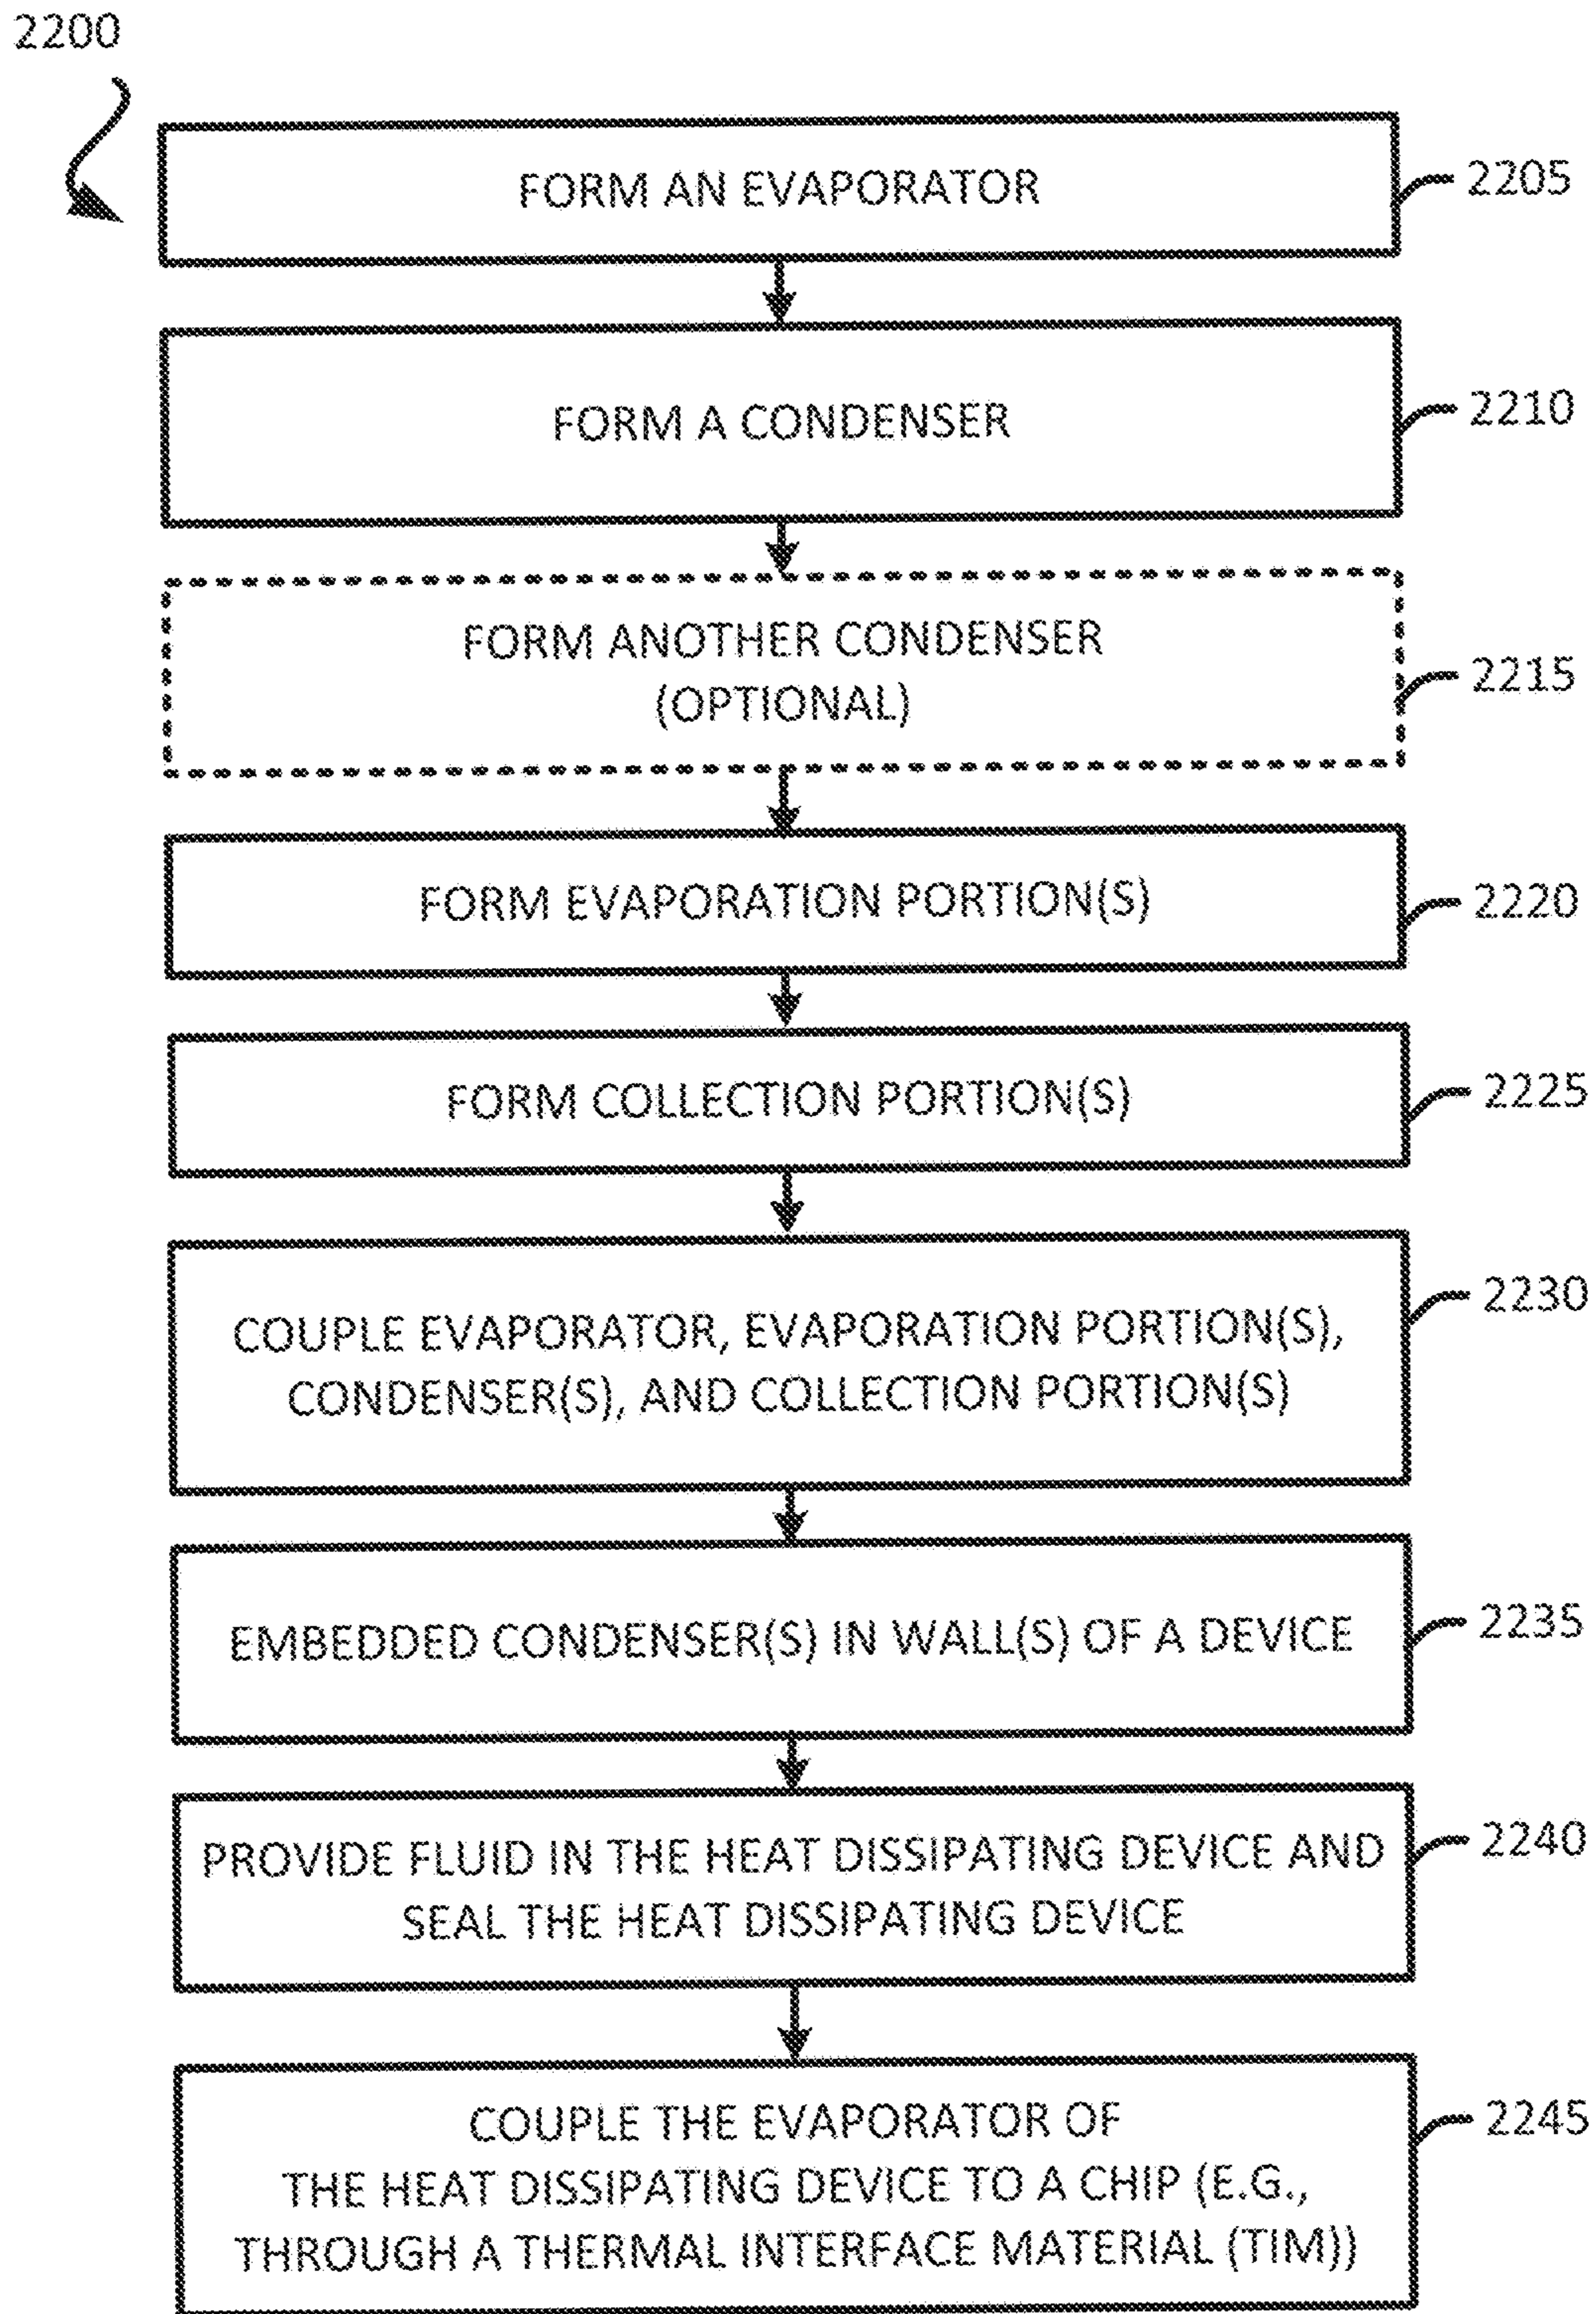 2200
FORM AN EVAPORATOR
2205
FORM A CONDENSER
2210
FORM ANOTHER CONDENSER
(OPTIONAL)
2215
FORM EVAPORATION PORTION(S)
2220
FORM COLLECTION PORTION(S)
2225
COUPLE EVAPORATOR, EVAPORATION PORTION(S),
CONDENSER(S), AND COLLECTION PORTION(S)
2230
EMBEDDED CONDENSER(S) IN WALL(S) OF A DEVICE
2235
PROVIDE FLUID IN THE HEAT DISSIPATING DEVICE AND
SEAL THE HEAT DISSIPATING DEVICE
2240
COUPLE THE EVAPORATOR OF
THE HEAT DISSIPATING DEVICE TO A CHIP (E.G.,
THROUGH A THERMAL INTERFACE MATERIAL (TIM))
2245